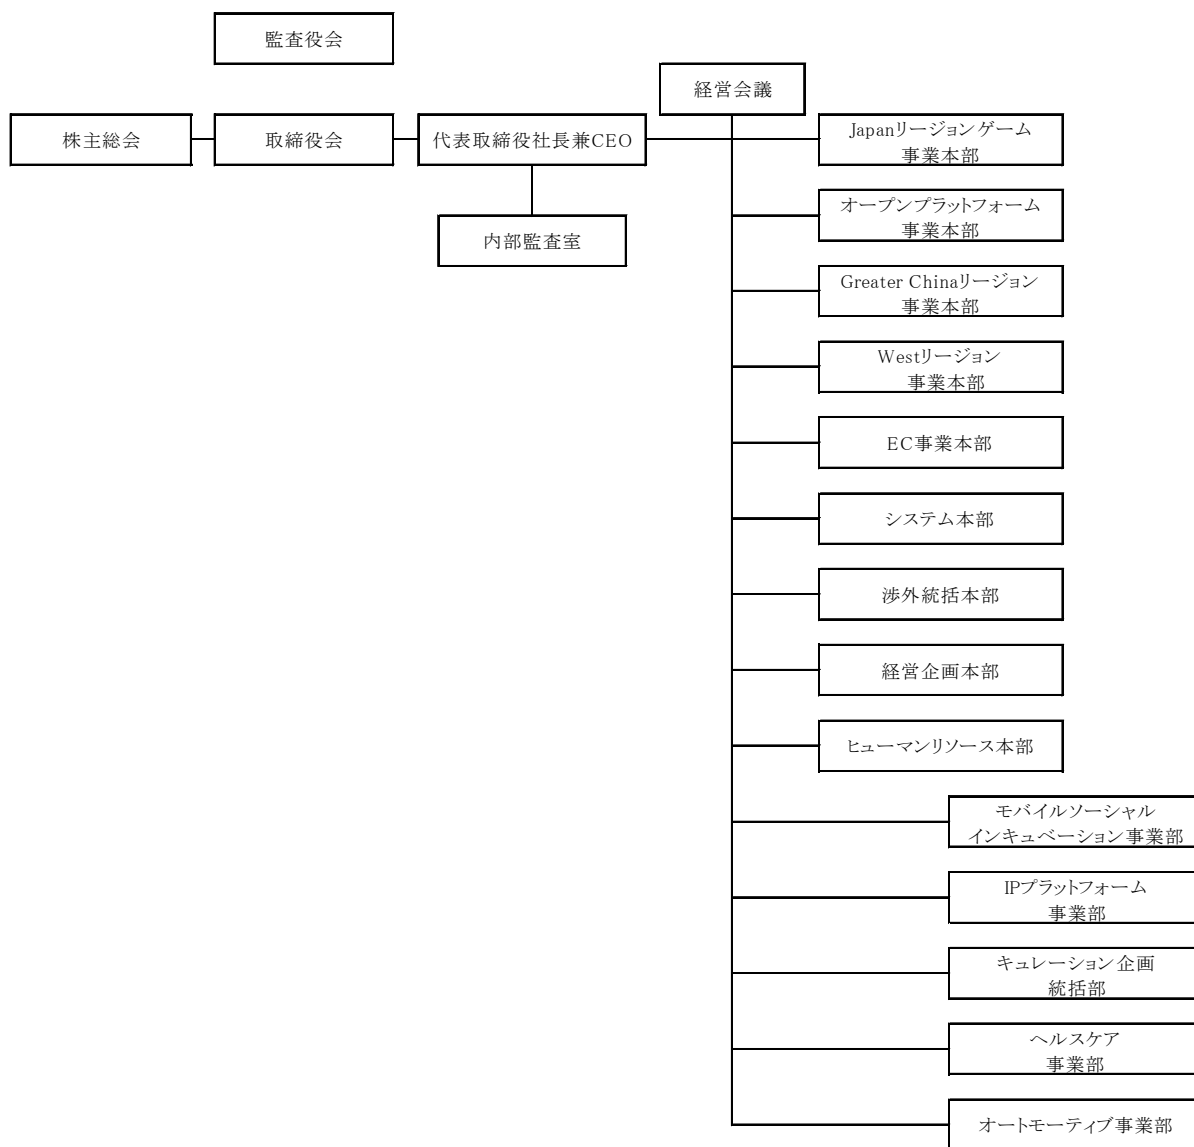 監査役会
経営会議
株主総会
取締役会
代表取締役社長兼CEO
内部監査室
Japanリージョンゲーム
事業本部
オープンプラットフォーム
事業本部
Greater Chinaリージョン
事業本部
Westリージョン
事業本部
EC事業本部
システム本部
渉外統括本部
経営企画本部
ヒューマンリソース本部
モバイルソーシャル
インキュベーション事業部
IPプラットフォーム
事業部
キュレーション企画
統括部
ヘルスケア
事業部
オートモーティブ事業部